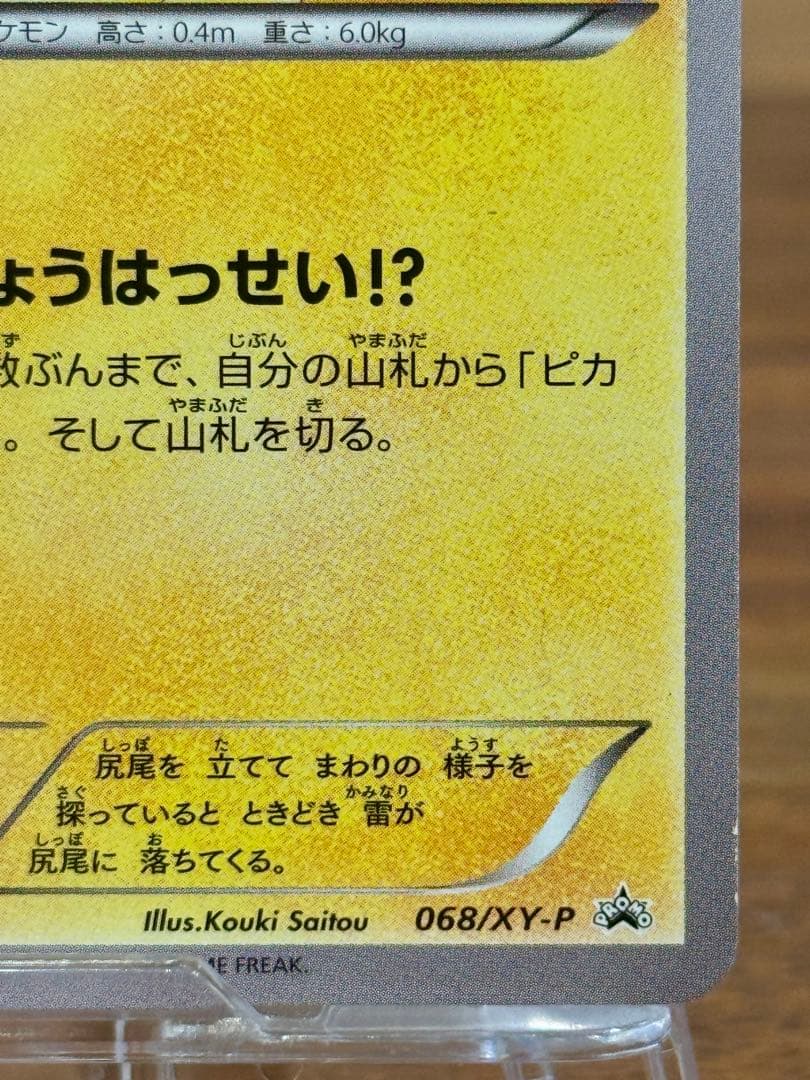 ケモン 高さ：0.4m 重さ：6.0kg
ょうはっせい!?
数ぶんまで、自分の山札から「ピカ
。そして山札を切る。
尻尾を 立てて まわりの 様子を
探っていると ときどき 雷が
尻尾に 落ちてくる。
Illus.Kouki Saitou 068/XY-P PROMO
ME FREAK.